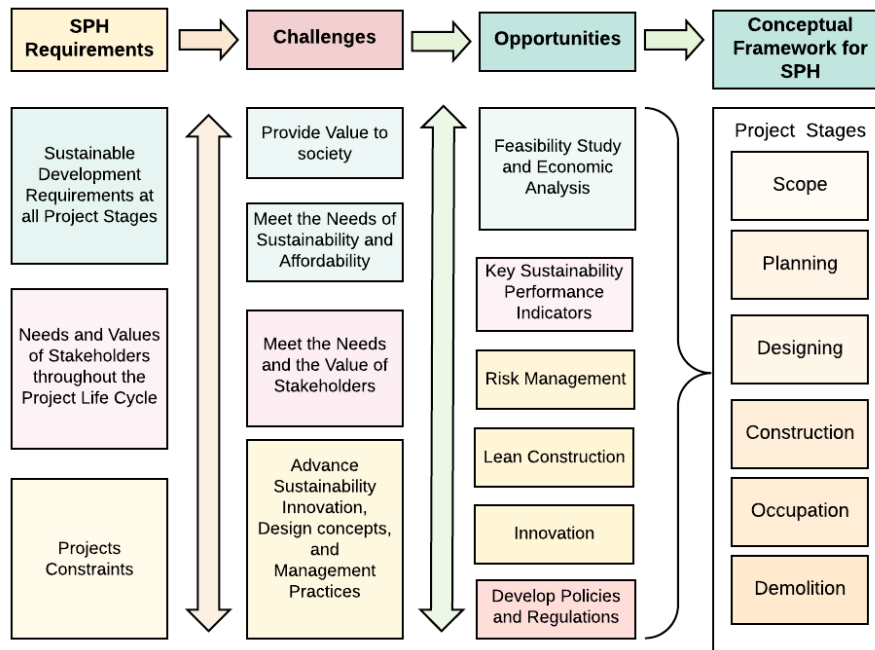 SPH
Requirements
Challenges
Opportunities
Conceptual
Framework for
SPH
Sustainable
Development
Requirements at
all Project Stages
Needs and Values
of Stakeholders
throughout the
Project Life Cycle
Projects
Constraints
Provide Value to
society
Meet the Needs of
Sustainability and
Affordability
Meet the Needs
and the Value of
Stakeholders
Advance
Sustainability
Innovation,
Design concepts,
and
Management
Practices
Feasibility Study
and Economic
Analysis
Key Sustainability
Performance
Indicators
Risk Management
Lean Construction
Innovation
Develop Policies
and Regulations
Project Stages
Scope
Planning
Designing
Construction
Occupation
Demolition